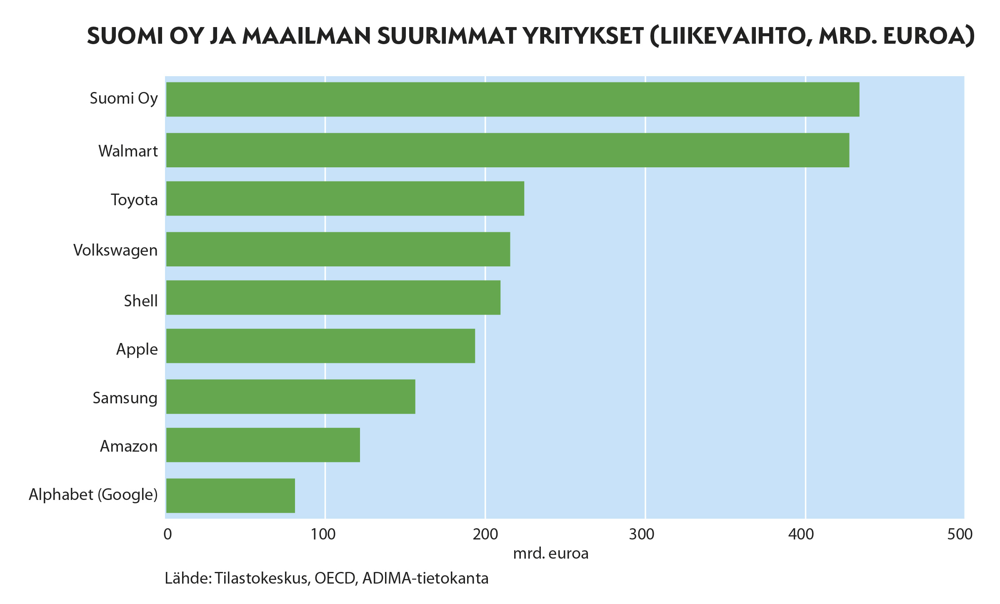 SUOMI OY JA MAAILMAN SUURIMMAT YRITYKSET (LIIKEVAIHTO, MRD. EUROA)
Suomi Oy
Walmart
Toyota
Volkswagen
Shell
Apple
Samsung
Amazon
Alphabet (Google)
0 100 200 300 400 500
mrd. euroa
Lähde: Tilastokeskus, OECD, ADIMA-tietokanta